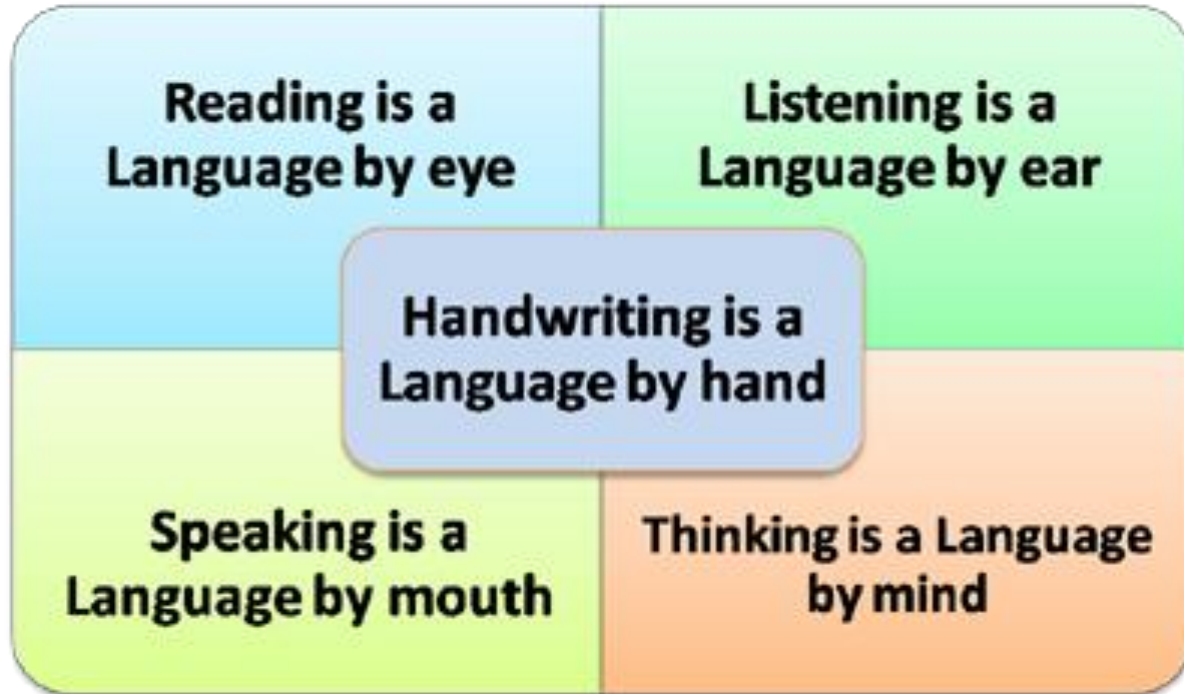 Reading is a
Language by eye
Listening is a
Language by ear
Handwriting is a
Language by hand
Speaking is a
Language by mouth
Thinking is a Language
by mind